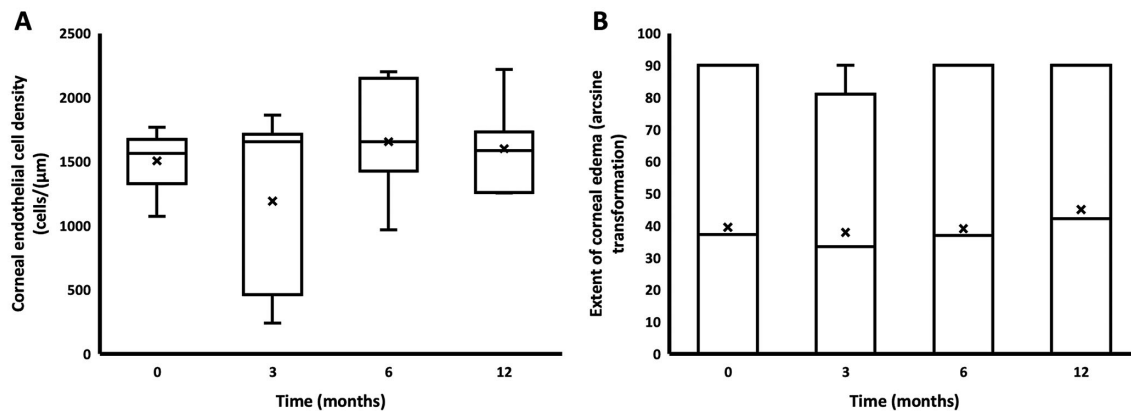 A
Corneal endothelial cell density
(cells/(μm)
2500
2000
1500
1000
500
0
0 3 6 12
Time (months)
B
Extent of corneal edema (arcsine
transformation)
100
90
80
70
60
50
40
30
20
10
0
0 3 6 12
Time (months)